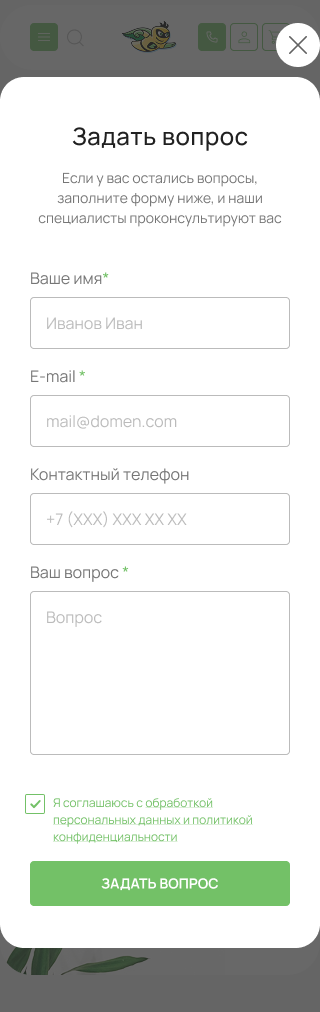 Задать вопрос
Если у вас остались вопросы,
заполните форму ниже, и наши
специалисты проконсультируют вас
Ваше имя*
Иванов Иван
E-mail *
mail@domen.com
Контактный телефон
+7 (XXX) XXX XX XX
Ваш вопрос *
Вопрос
Я соглашаюсь с обработкой
персональных данных и политикой
конфиденциальности
ЗАДАТЬ ВОПРОС